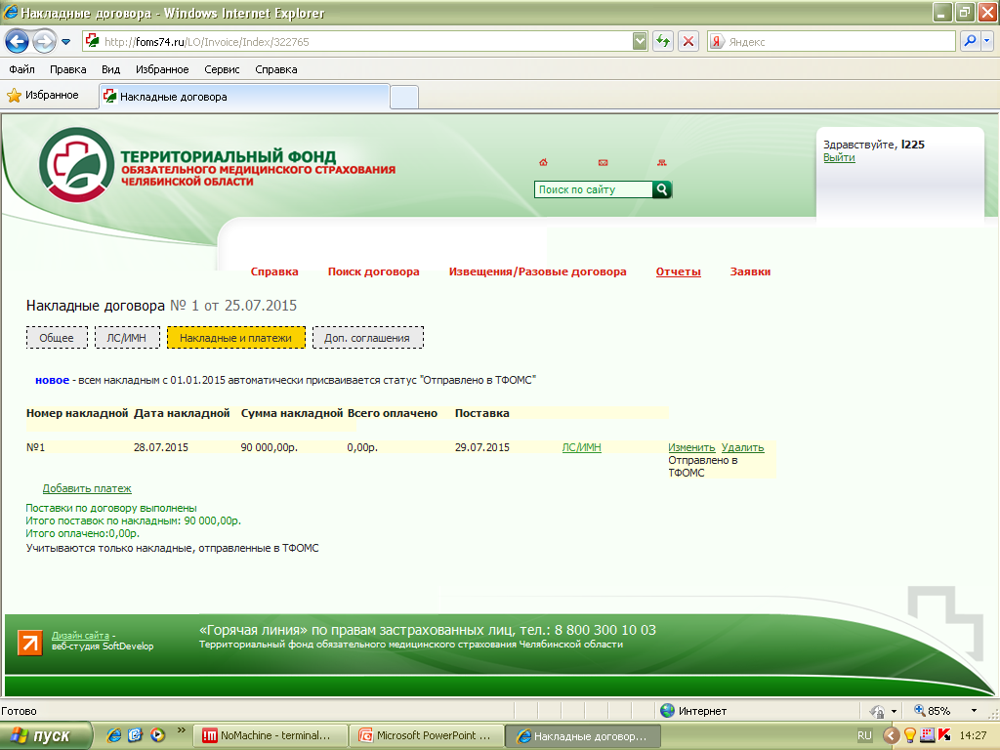 Накладные договора - Windows Internet Explorer
http://foms74.ru/LO/Invoice/Index/322765
Яндекс
Файл Правка Вид Избранное Сервис Справка
Избранное
Накладные договора
ТЕРРИТОРИАЛЬНЫЙ ФОНД
ОБЯЗАТЕЛЬНОГО МЕДИЦИНСКОГО СТРАХОВАНИЯ
ЧЕЛЯБИНСКОЙ ОБЛАСТИ
Поиск по сайту
Здравствуйте, l225
Выйти
Справка Поиск договора Извещения/Разовые договора Отчеты Заявки
Накладные договора № 1 от 25.07.2015
Общее ЛС/ИМН Накладные и платежи Доп. соглашения
новое - всем накладным с 01.01.2015 автоматически присваивается статус "Отправлено в ТФОМС"
Номер накладной Дата накладной Сумма накладной Всего оплачено Поставка
№1 28.07.2015 90 000,00р. 0,00р. 29.07.2015 ЛС/ИМН Изменить Удалить
Отправлено в
ТФОМС
Добавить платеж
Поставки по договору выполнены
Итого поставок по накладным: 90 000,00р.
Итого оплачено:0,00р.
Учитываются только накладные, отправленные в ТФОМС
Дизайн сайта -
веб-студия SoftDevelop
«Горячая линия» по правам застрахованных лиц, тел.: 8 800 300 10 03
Территориальный фонд обязательного медицинского страхования Челябинской области
Готово
Интернет
85%
пуск
NoMachine - terminal...
Microsoft PowerPoint ...
Накладные договор...
RU
14:27